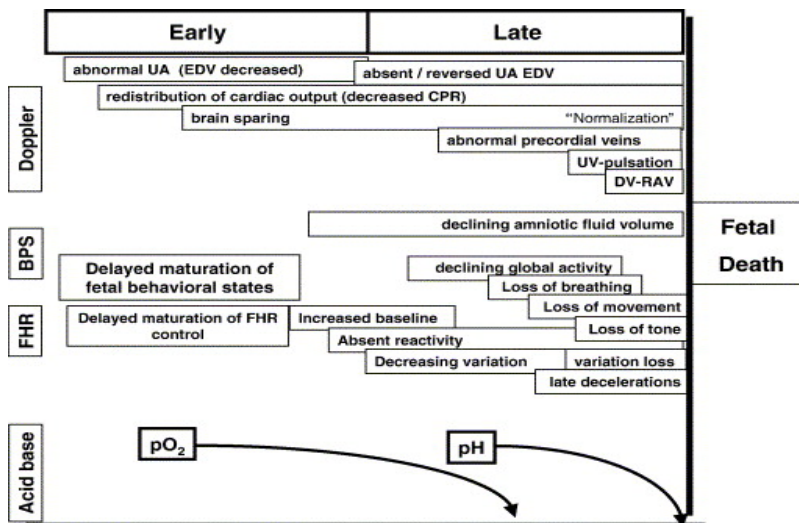 Early
Late
Doppler
abnormal UA (EDV decreased)
absent / reversed UA EDV
redistribution of cardiac output (decreased CPR)
brain sparing
"Normalization"
abnormal precordial veins
UV-pulsation
DV-RAV
BPS
declining amniotic fluid volume
Delayed maturation of
fetal behavioral states
declining global activity
Loss of breathing
Loss of movement
Loss of tone
Fetal
Death
FHR
Delayed maturation of FHR
control
Increased baseline
Absent reactivity
Decreasing variation
variation loss
late decelerations
Acid base
pO₂
pH